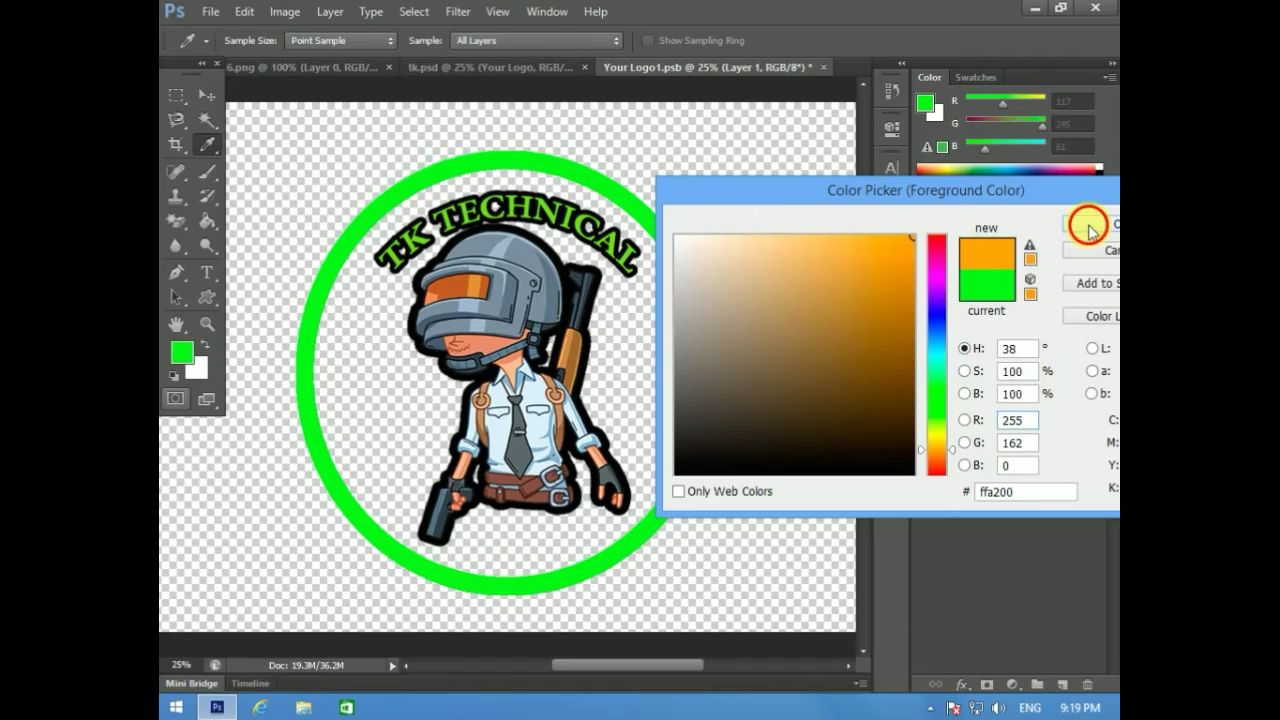 Ps File Edit Image Layer Type Select Filter View Window Help
Sample Size: Point Sample Sample: All Layers Show Sampling Ring
6.png @ 100% (Layer 0, RGB/... × tk.psd @ 25% (Your Logo, RGB/... × Your Logo1.psb @ 25% (Layer 1, RGB/8*) * ×
Color Swatches
R 117
G 245
B 61
TK TECHNICAL
Color Picker (Foreground Color)
new
current
Add to S
Color L
H: 38 °
S: 100 %
B: 100 %
R: 255
G: 162
B: 0
L:
a:
b:
C:
M:
Y:
K:
# ffa200
Only Web Colors
25% Doc: 19.3M/36.2M
Mini Bridge Timeline
Ps ENG 9:19 PM